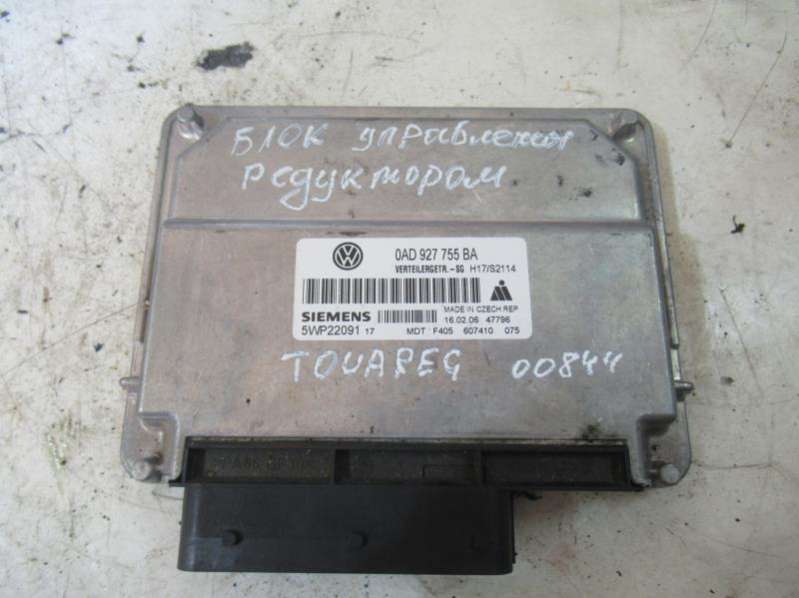 БЛОК управления
редуктором
0AD 927 755 BA
VERTEILERGETR.-SG H17/S2114
SIEMENS
MADE IN CZECH REP
16.02.06 47796
5WP22091 17
MDT F405 607410 075
TOUAREG 00844